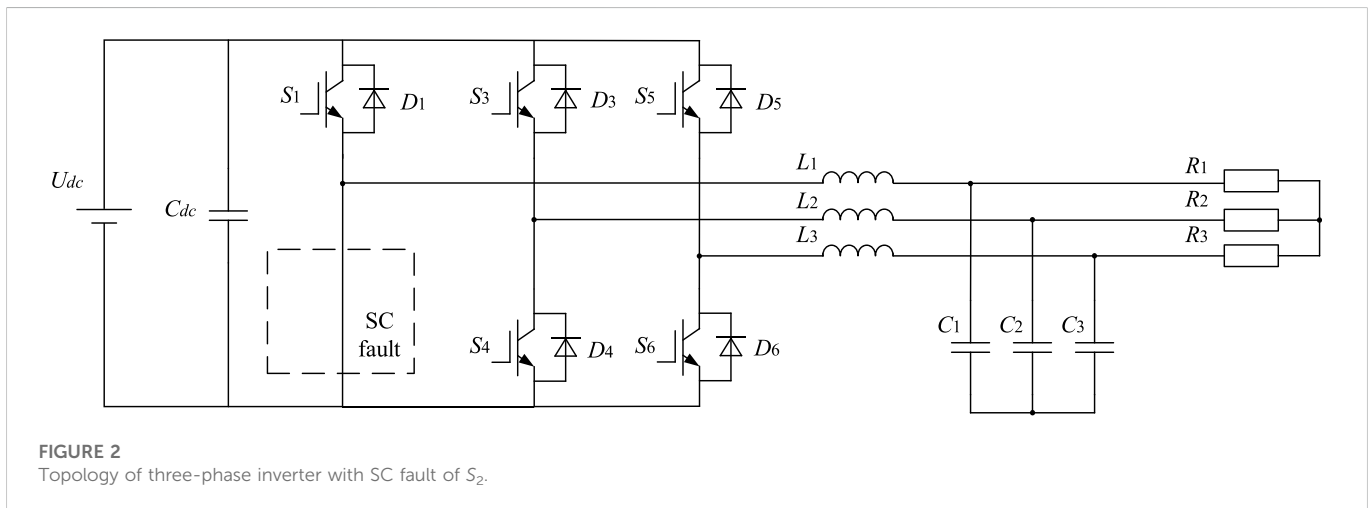 S1
D1
S3
D3
S5
D5
Udc
Cdc
L1
L2
L3
R1
R2
R3
SC
fault
S4
D4
S6
D6
C1
C2
C3
FIGURE 2
Topology of three-phase inverter with SC fault of S2.